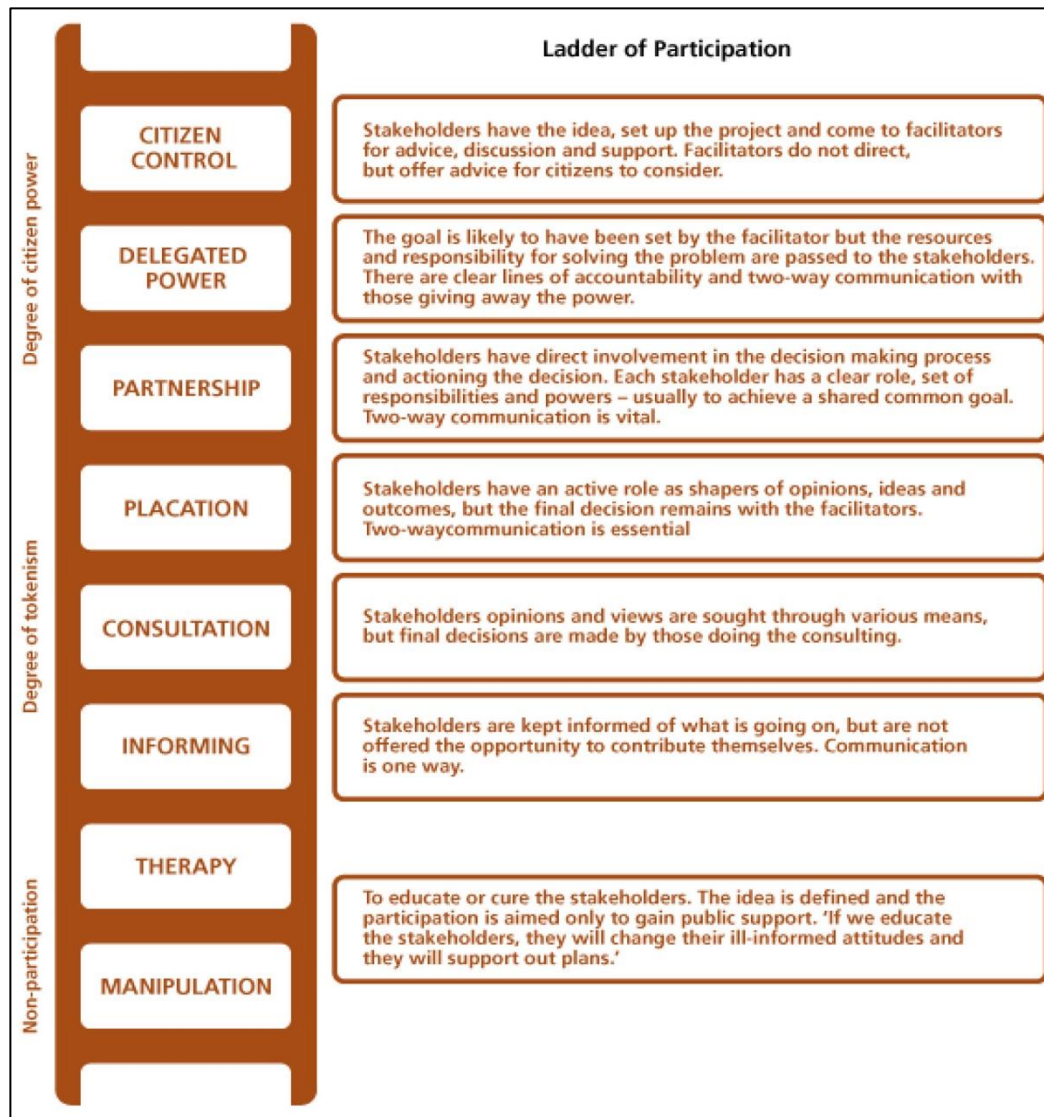 Ladder of Participation
Degree of citizen power
CITIZEN
CONTROL
Stakeholders have the idea, set up the project and come to facilitators
for advice, discussion and support. Facilitators do not direct,
but offer advice for citizens to consider.
DELEGATED
POWER
The goal is likely to have been set by the facilitator but the resources
and responsibility for solving the problem are passed to the stakeholders.
There are clear lines of accountability and two-way communication with
those giving away the power.
PARTNERSHIP
Stakeholders have direct involvement in the decision making process
and actioning the decision. Each stakeholder has a clear role, set of
responsibilities and powers – usually to achieve a shared common goal.
Two-way communication is vital.
Degree of tokenism
PLACATION
Stakeholders have an active role as shapers of opinions, ideas and
outcomes, but the final decision remains with the facilitators.
Two-waycommunication is essential
CONSULTATION
Stakeholders opinions and views are sought through various means,
but final decisions are made by those doing the consulting.
INFORMING
Stakeholders are kept informed of what is going on, but are not
offered the opportunity to contribute themselves. Communication
is one way.
Non-participation
THERAPY
MANIPULATION
To educate or cure the stakeholders. The idea is defined and the
participation is aimed only to gain public support. ‘If we educate
the stakeholders, they will change their ill-informed attitudes and
they will support out plans.’